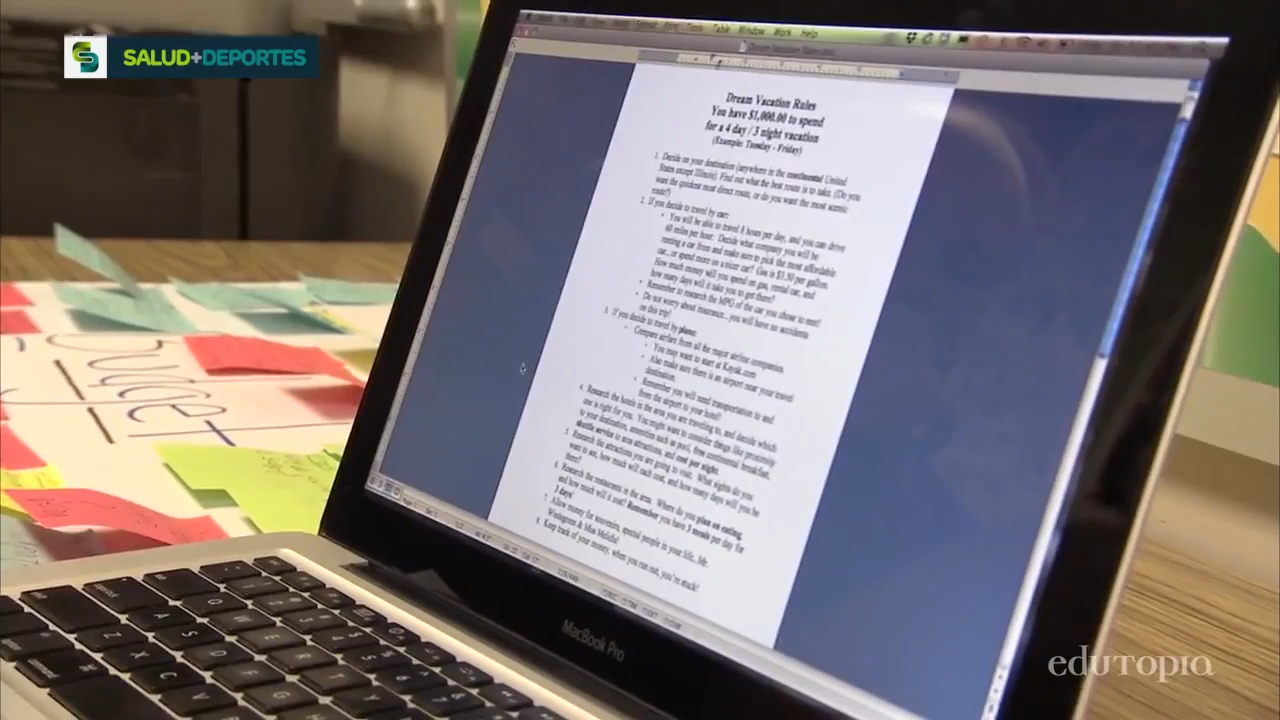 SALUD+DEPORTES
Table Window Work Help
Dream Vacation Rules
You have $1,000.00 to spend
for a 4 day / 3 night vacation
(Example: Tuesday - Friday)
1. Decide on your destination (anywhere in the continental United
States except Illinois). Find out what the best route is to take. (Do you
want the quickest most direct route, or do you want the most scenic
route?)
2. If you decide to travel by car:
• You will be able to travel 8 hours per day, and you can drive
60 miles per hour. Decide what company you will be
renting a car from and make sure to pick the most affordable
car...or spend more on a nicer car? Gas is $3.50 per gallon.
How much money will you spend on gas, rental car, and
how many days will it take you to get there?
• Remember to research the MPG of the car you chose to rent!
• Do not worry about insurance...you will have no accidents
on this trip!
3. If you decide to travel by plane:
Compare airfare from all the major airline companies.
• You may want to start at Kayak.com
• Also make sure there is an airport near your travel
destination.
• Remember you will need transportation to and
from the airport to your hotel!
4. Research the hotels in the area you are traveling to, and decide which
one is right for you. You might want to consider things like proximity
to your destination, amenities such as pool, free continental breakfast,
shuttle service to area attractions, and cost per night.
5. Research the attractions you are going to visit. What sights do you
want to see, how much will each cost, and how many days will you be
there?
6. Research the restaurants in the area. Where do you plan on eating,
and how much will it cost? Remember you have 3 meals per day for
3 days!
7. Allow money for souvenirs, special people in your life...Mr.
& Miss
8. Keep track of your money, when you run out, you're stuck!
Budget
MacBook Pro
edutopia